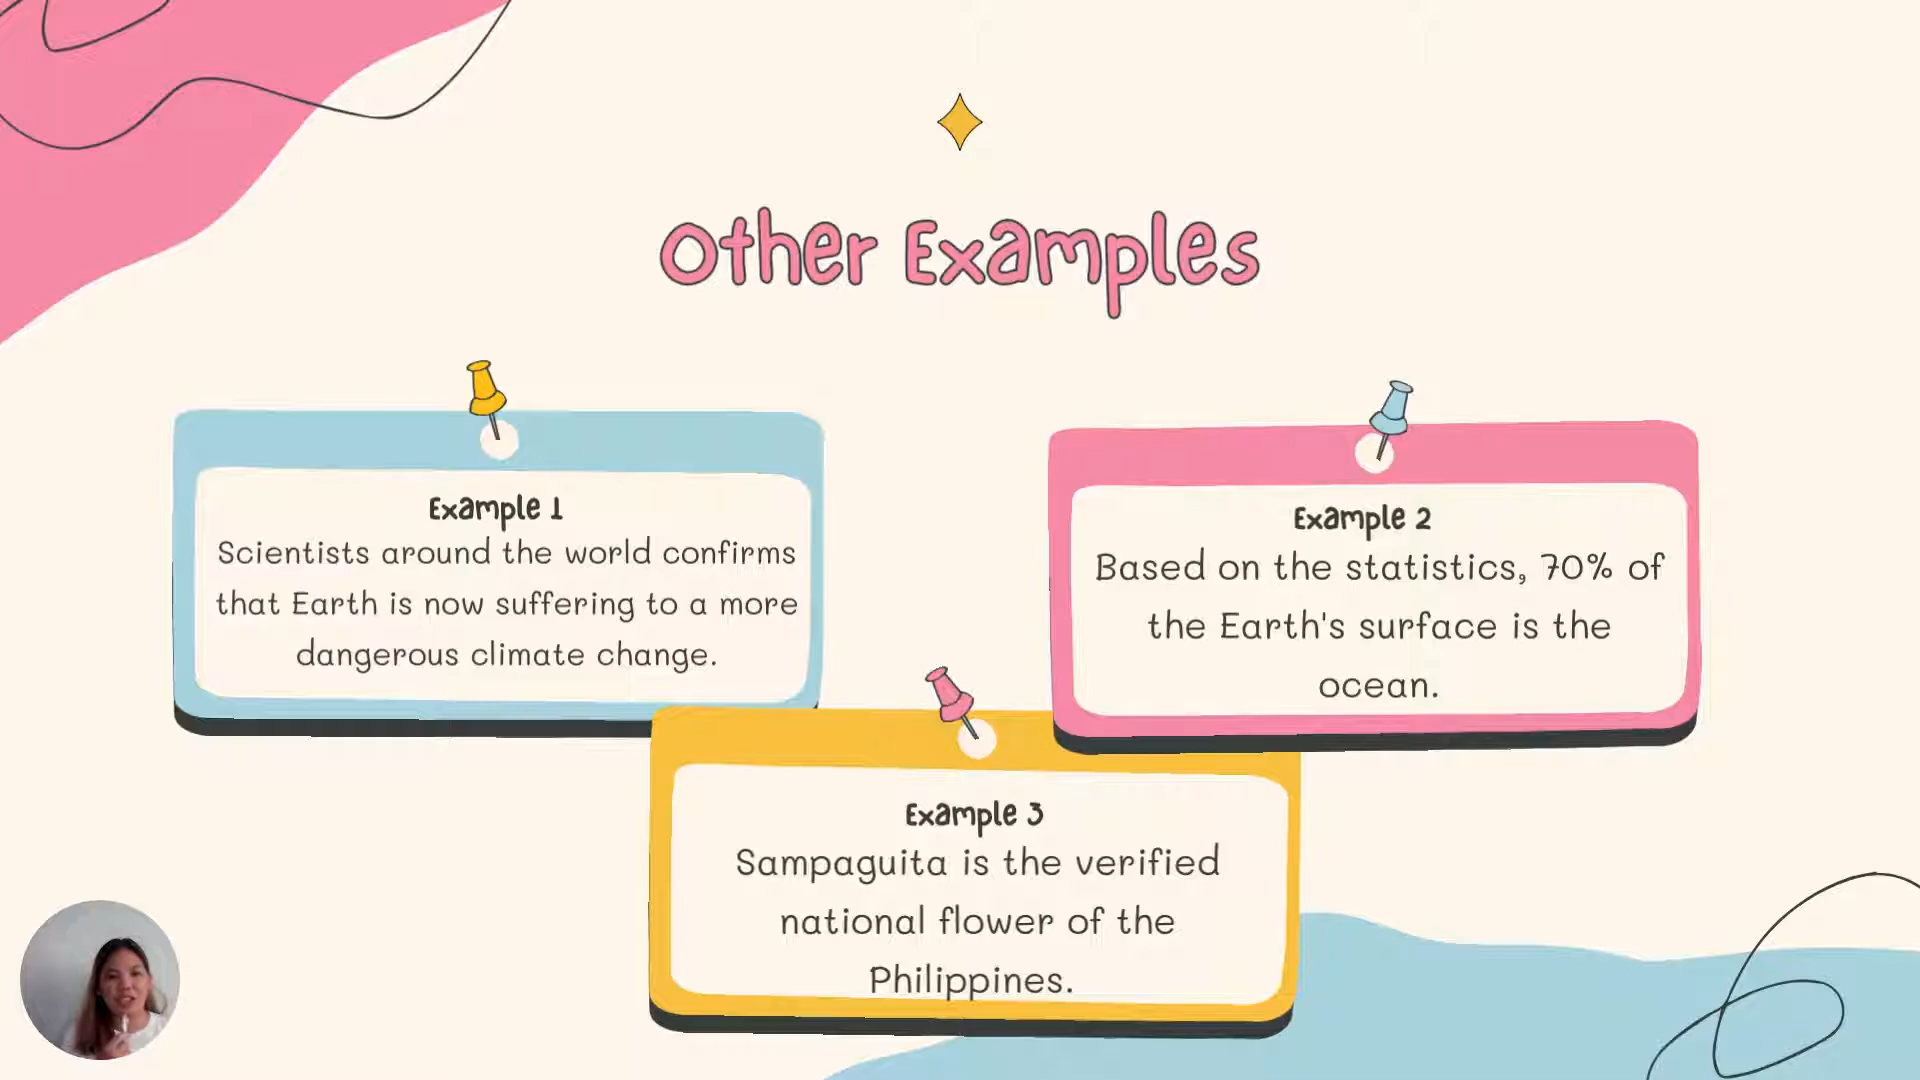 Other Examples
Example 1
Scientists around the world confirms
that Earth is now suffering to a more
dangerous climate change.
Example 2
Based on the statistics, 70% of
the Earth's surface is the
ocean.
Example 3
Sampaguita is the verified
national flower of the
Philippines.